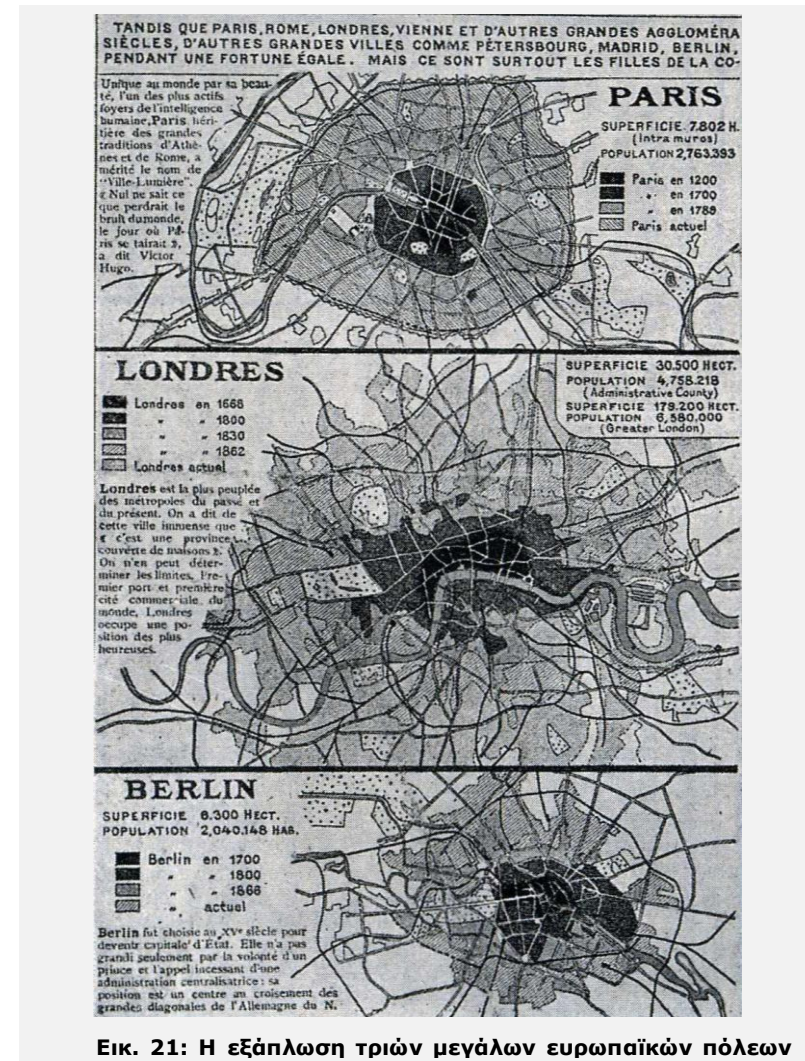 TANDIS QUE PARIS, ROME, LONDRES, VIENNE ET D'AUTRES GRANDES AGGLOMÉRA
SIÈCLES, D'AUTRES GRANDES VILLES COMME PÉTERSBOURG, MADRID, BERLIN,
PENDANT UNE FORTUNE ÉGALE. MAIS CE SONT SURTOUT LES FILLES DE LA CO-
Unique au monde par sa beau-
té, l'un des plus actifs
foyers de l'intelligence
humaine, Paris héri-
tière des grandes
traditions d'Athè-
nes et de Rome, a
mérité le nom de
"Ville-Lumière".
« Nul ne sait ce
que perdrait le
bruit du monde,
le jour où Pa-
ris se tairait »,
a dit Victor
Hugo.
PARIS
SUPERFICIE 7.802 H.
(Intra muros)
POPULATION 2,763.393
Paris en 1200
" en 1700
" en 1789
Paris actuel
LONDRES
Londres en 1666
" " 1800
" " 1830
" " 1862
Londres actuel
Londres est la plus peuplée
des métropoles du passé et
du présent. On a dit de
cette ville immense que
« c'est une province
couverte de maisons ».
On n'en peut déter-
miner les limites. Pre-
mier port et première
cité commerciale du
monde, Londres
occupe une po-
sition des plus
heureuses.
SUPERFICIE 30.500 HECT.
POPULATION 4,758.218
(Administrative County)
SUPERFICIE 179.200 HECT.
POPULATION 6,580.000
(Greater London)
BERLIN
SUPERFICIE 6.300 HECT.
POPULATION 2,040.148 HAB.
Berlin en 1700
" " 1800
" " 1866
" actuel
Berlin fut choisie au XVe siècle pour
devenir capitale d'État. Elle n'a pas
grandi seulement par la volonté d'un
prince et l'appel incessant d'une
administration centralisatrice : sa
position est un centre au croisement des
grandes diagonales de l'Allemagne du N.
Εικ. 21: Η εξάπλωση τριών μεγάλων ευρωπαϊκών πόλεων